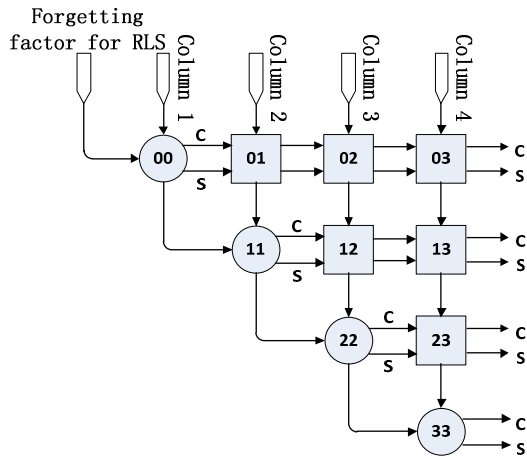 Forgetting
factor for RLS
Column 1
Column 2
Column 3
Column 4
00
C
S
01
02
03
C
S
11
C
S
12
13
C
S
22
C
S
23
C
S
33
C
S